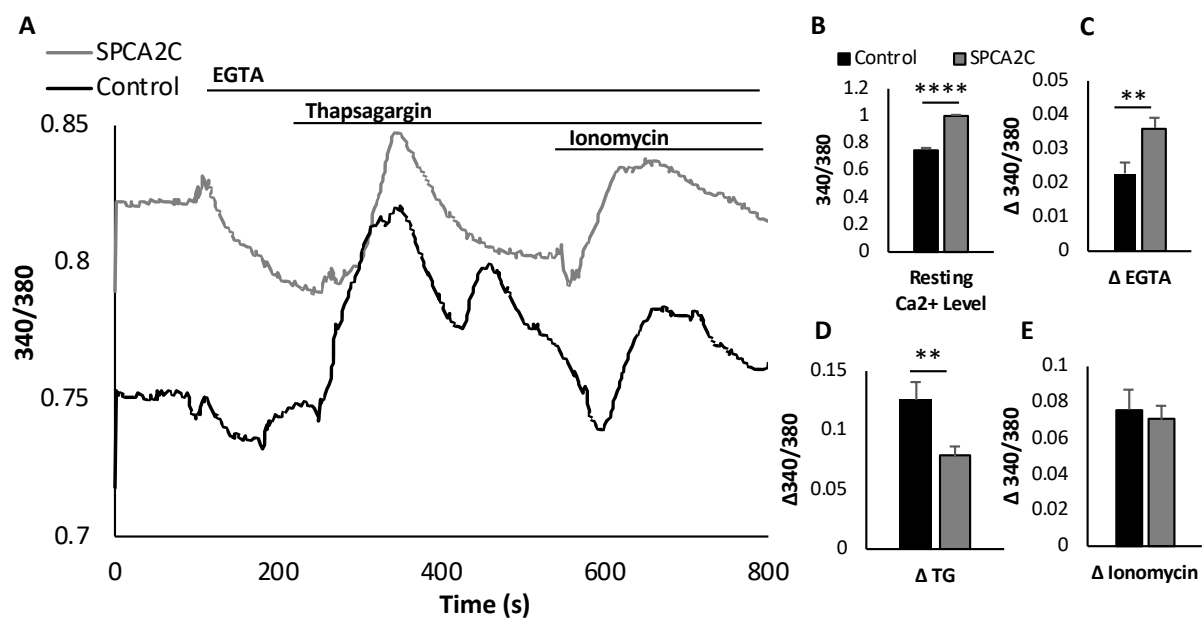 A
SPCA2C
Control
EGTA
Thapsagargin
Ionomycin
0.85
0.8
0.75
0.7
340/380
0
200
400
600
800
Time (s)
B
Control
SPCA2C
****
1.2
1
0.8
0.6
0.4
0.2
0
340/380
Resting
Ca2+ Level
C
**
0.05
0.04
0.03
0.02
0.01
0
Δ 340/380
Δ EGTA
D
**
0.15
0.1
0.05
0
Δ340/380
Δ TG
E
0.1
0.08
0.06
0.04
0.02
0
Δ 340/380
Δ Ionomycin